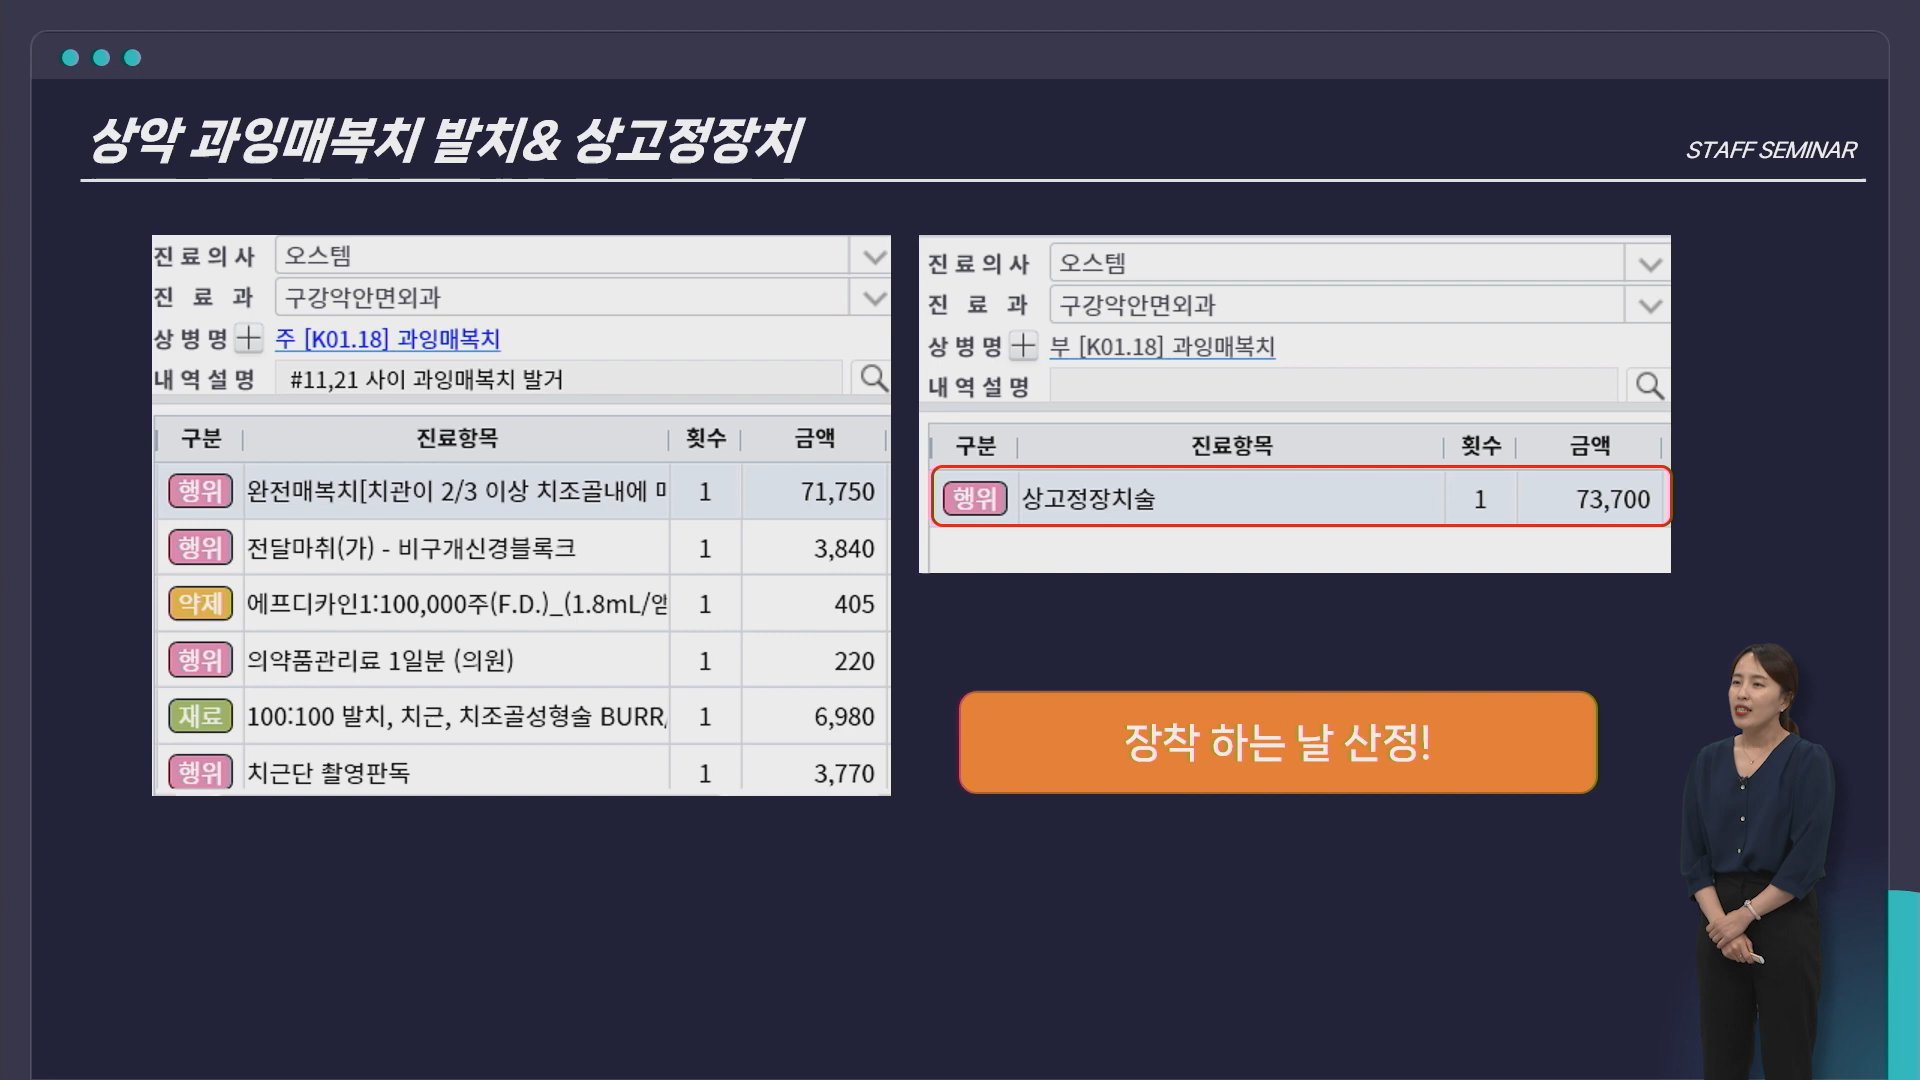 상악 과잉매복치 발치& 상고정장치
STAFF SEMINAR
진료의사 오스템
진료과 구강악안면외과
상병명 주 [K01.18] 과잉매복치
내역설명 #11,21 사이 과잉매복치 발거
구분 진료항목 횟수 금액
행위 완전매복치[치관이 2/3 이상 치조골내에 1 71,750
행위 전달마취(가) - 비구개신경블록크 1 3,840
약제 에프디카인1:100,000주(F.D.)_(1.8mL/앰 1 405
행위 의약품관리료 1일분 (의원) 1 220
재료 100:100 발치, 치근, 치조골성형술 BURR, 1 6,980
행위 치근단 촬영판독 1 3,770
진료의사 오스템
진료과 구강악안면외과
상병명 부 [K01.18] 과잉매복치
내역설명
구분 진료항목 횟수 금액
행위 상고정장치술 1 73,700
장착 하는 날 산정!